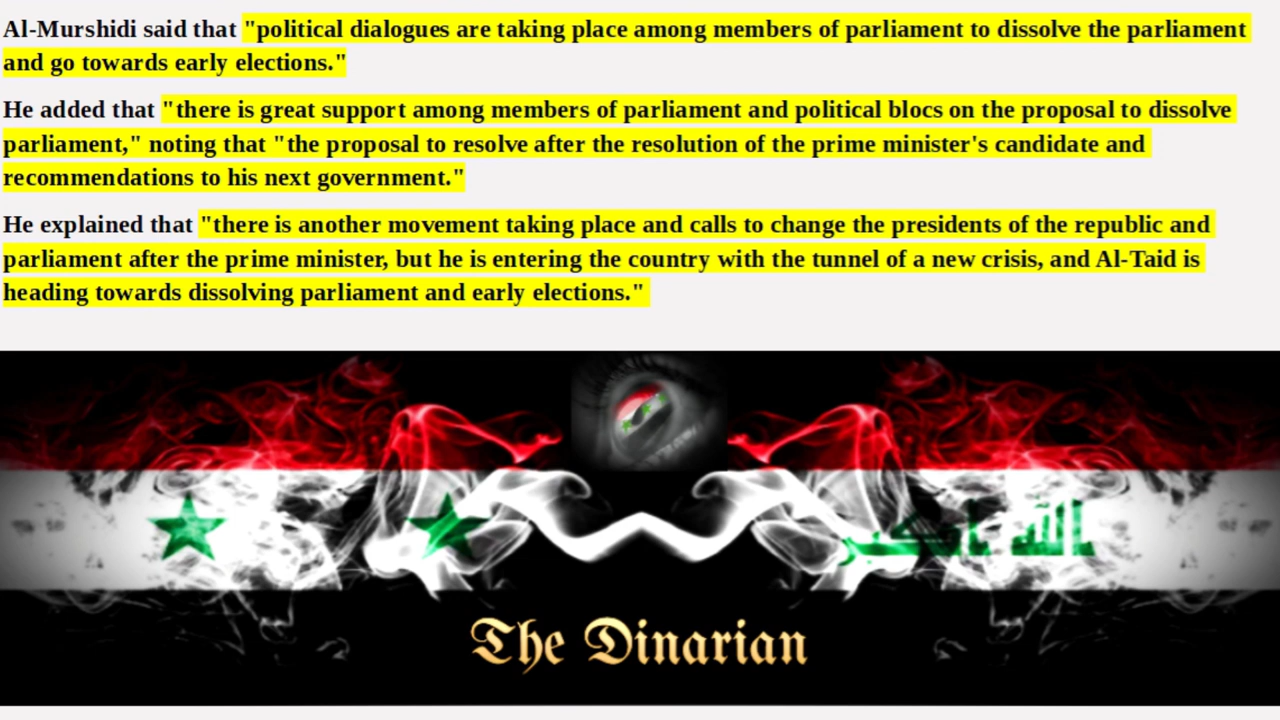 Al-Murshidi said that "political dialogues are taking place among members of parliament to dissolve the parliament
and go towards early elections."
He added that "there is great support among members of parliament and political blocs on the proposal to dissolve
parliament," noting that "the proposal to resolve after the resolution of the prime minister's candidate and
recommendations to his next government."
He explained that "there is another movement taking place and calls to change the presidents of the republic and
parliament after the prime minister, but he is entering the country with the tunnel of a new crisis, and Al-Taid is
heading towards dissolving parliament and early elections."
الله اكبر
The Dinarian